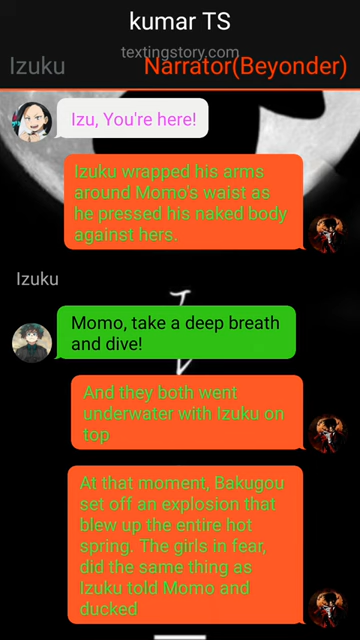 kumar TS
textingstory.com
Izuku
Narrator(Beyonder)
Izu, You're here!
Izuku wrapped his arms
around Momo's waist as
he pressed his naked body
against hers.
Izuku
Momo, take a deep breath
and dive!
And they both went
underwater with Izuku on
top
At that moment, Bakugou
set off an explosion that
blew up the entire hot
spring. The girls in fear,
did the same thing as
Izuku told Momo and
ducked